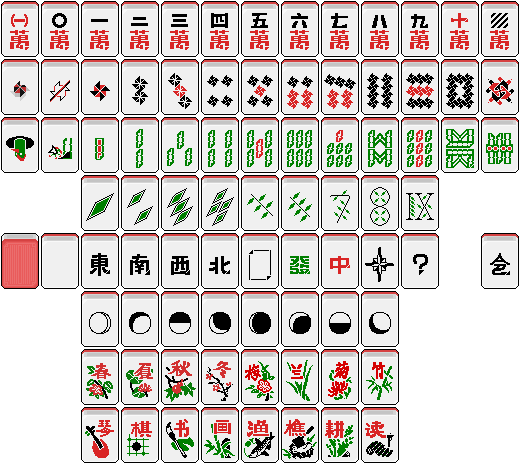 (一) 〇 一 二 三 四 五 六 七 八 九 十
萬 萬 萬 萬 萬 萬 萬 萬 萬 萬 萬 萬 萬
東 南 西 北 發 中 ?
春 夏 秋 冬 梅 兰 菊 竹
琴 棋 书 画 渔 樵 耕 读